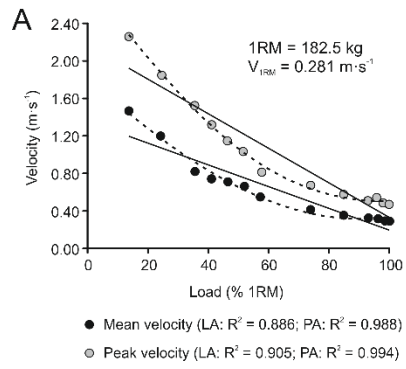 A
2.40
1RM = 182.5 kg
V1RM = 0.281 m·s-1
2.00
1.60
1.20
0.80
0.40
0.00
Velocity (m·s-1)
0 20 40 60 80 100
Load (% 1RM)
Mean velocity (LA: R2 = 0.886; PA: R2 = 0.988)
Peak velocity (LA: R2 = 0.905; PA: R2 = 0.994)